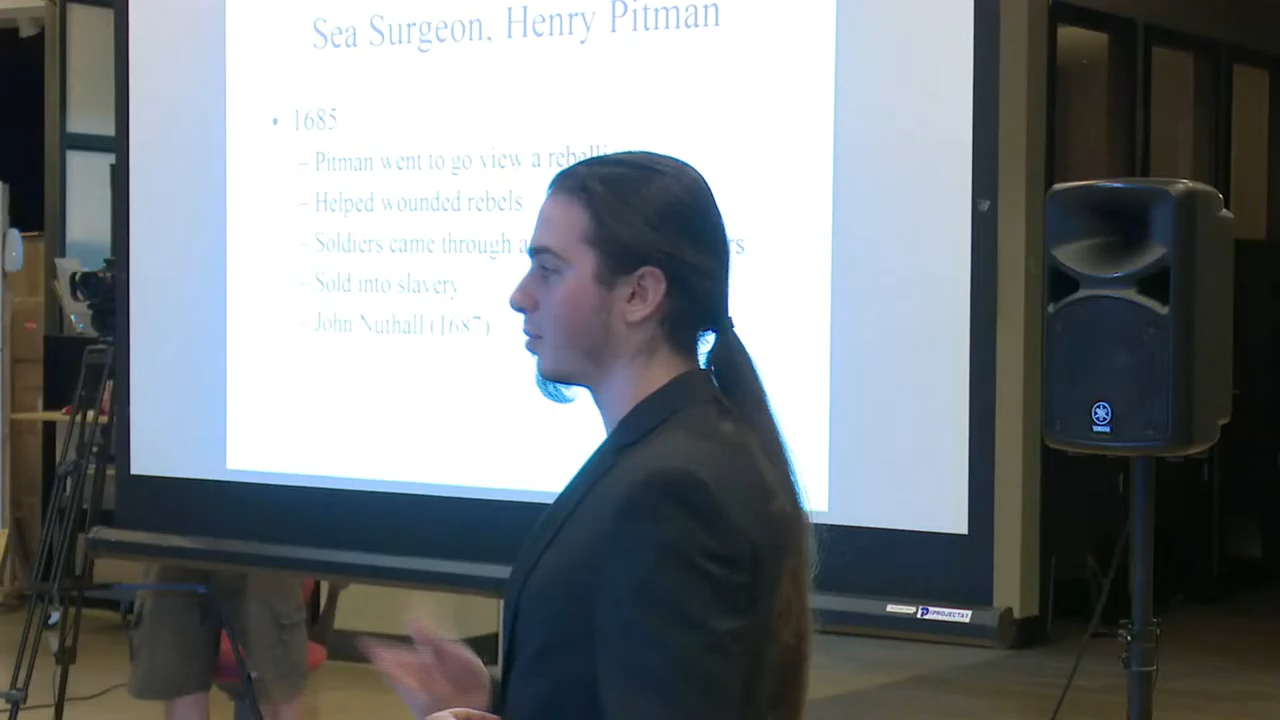 Sea Surgeon, Henry Pitman
• 1685
– Pitman went to go view a
– Helped wounded rebels
– Soldiers came through
– Sold into slavery
– John Nuthall (1687)
YAMAHA